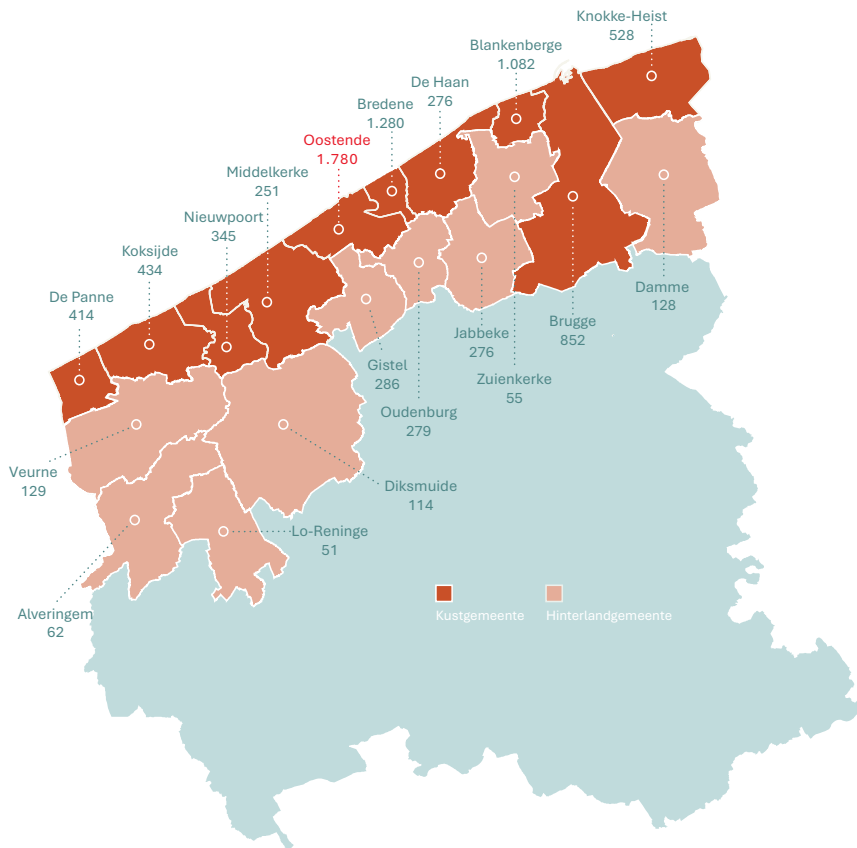 Knokke-Heist
528
Blankenberge
1.082
De Haan
276
Bredene
1.280
Oostende
1.780
Middelkerke
251
Nieuwpoort
345
Koksijde
434
De Panne
414
Damme
128
Brugge
852
Jabbeke
276
Zuienkerke
55
Gistel
286
Oudenburg
279
Veurne
129
Diksmuide
114
Lo-Reninge
51
Alveringem
62
Kustgemeente
Hinterlandgemeente